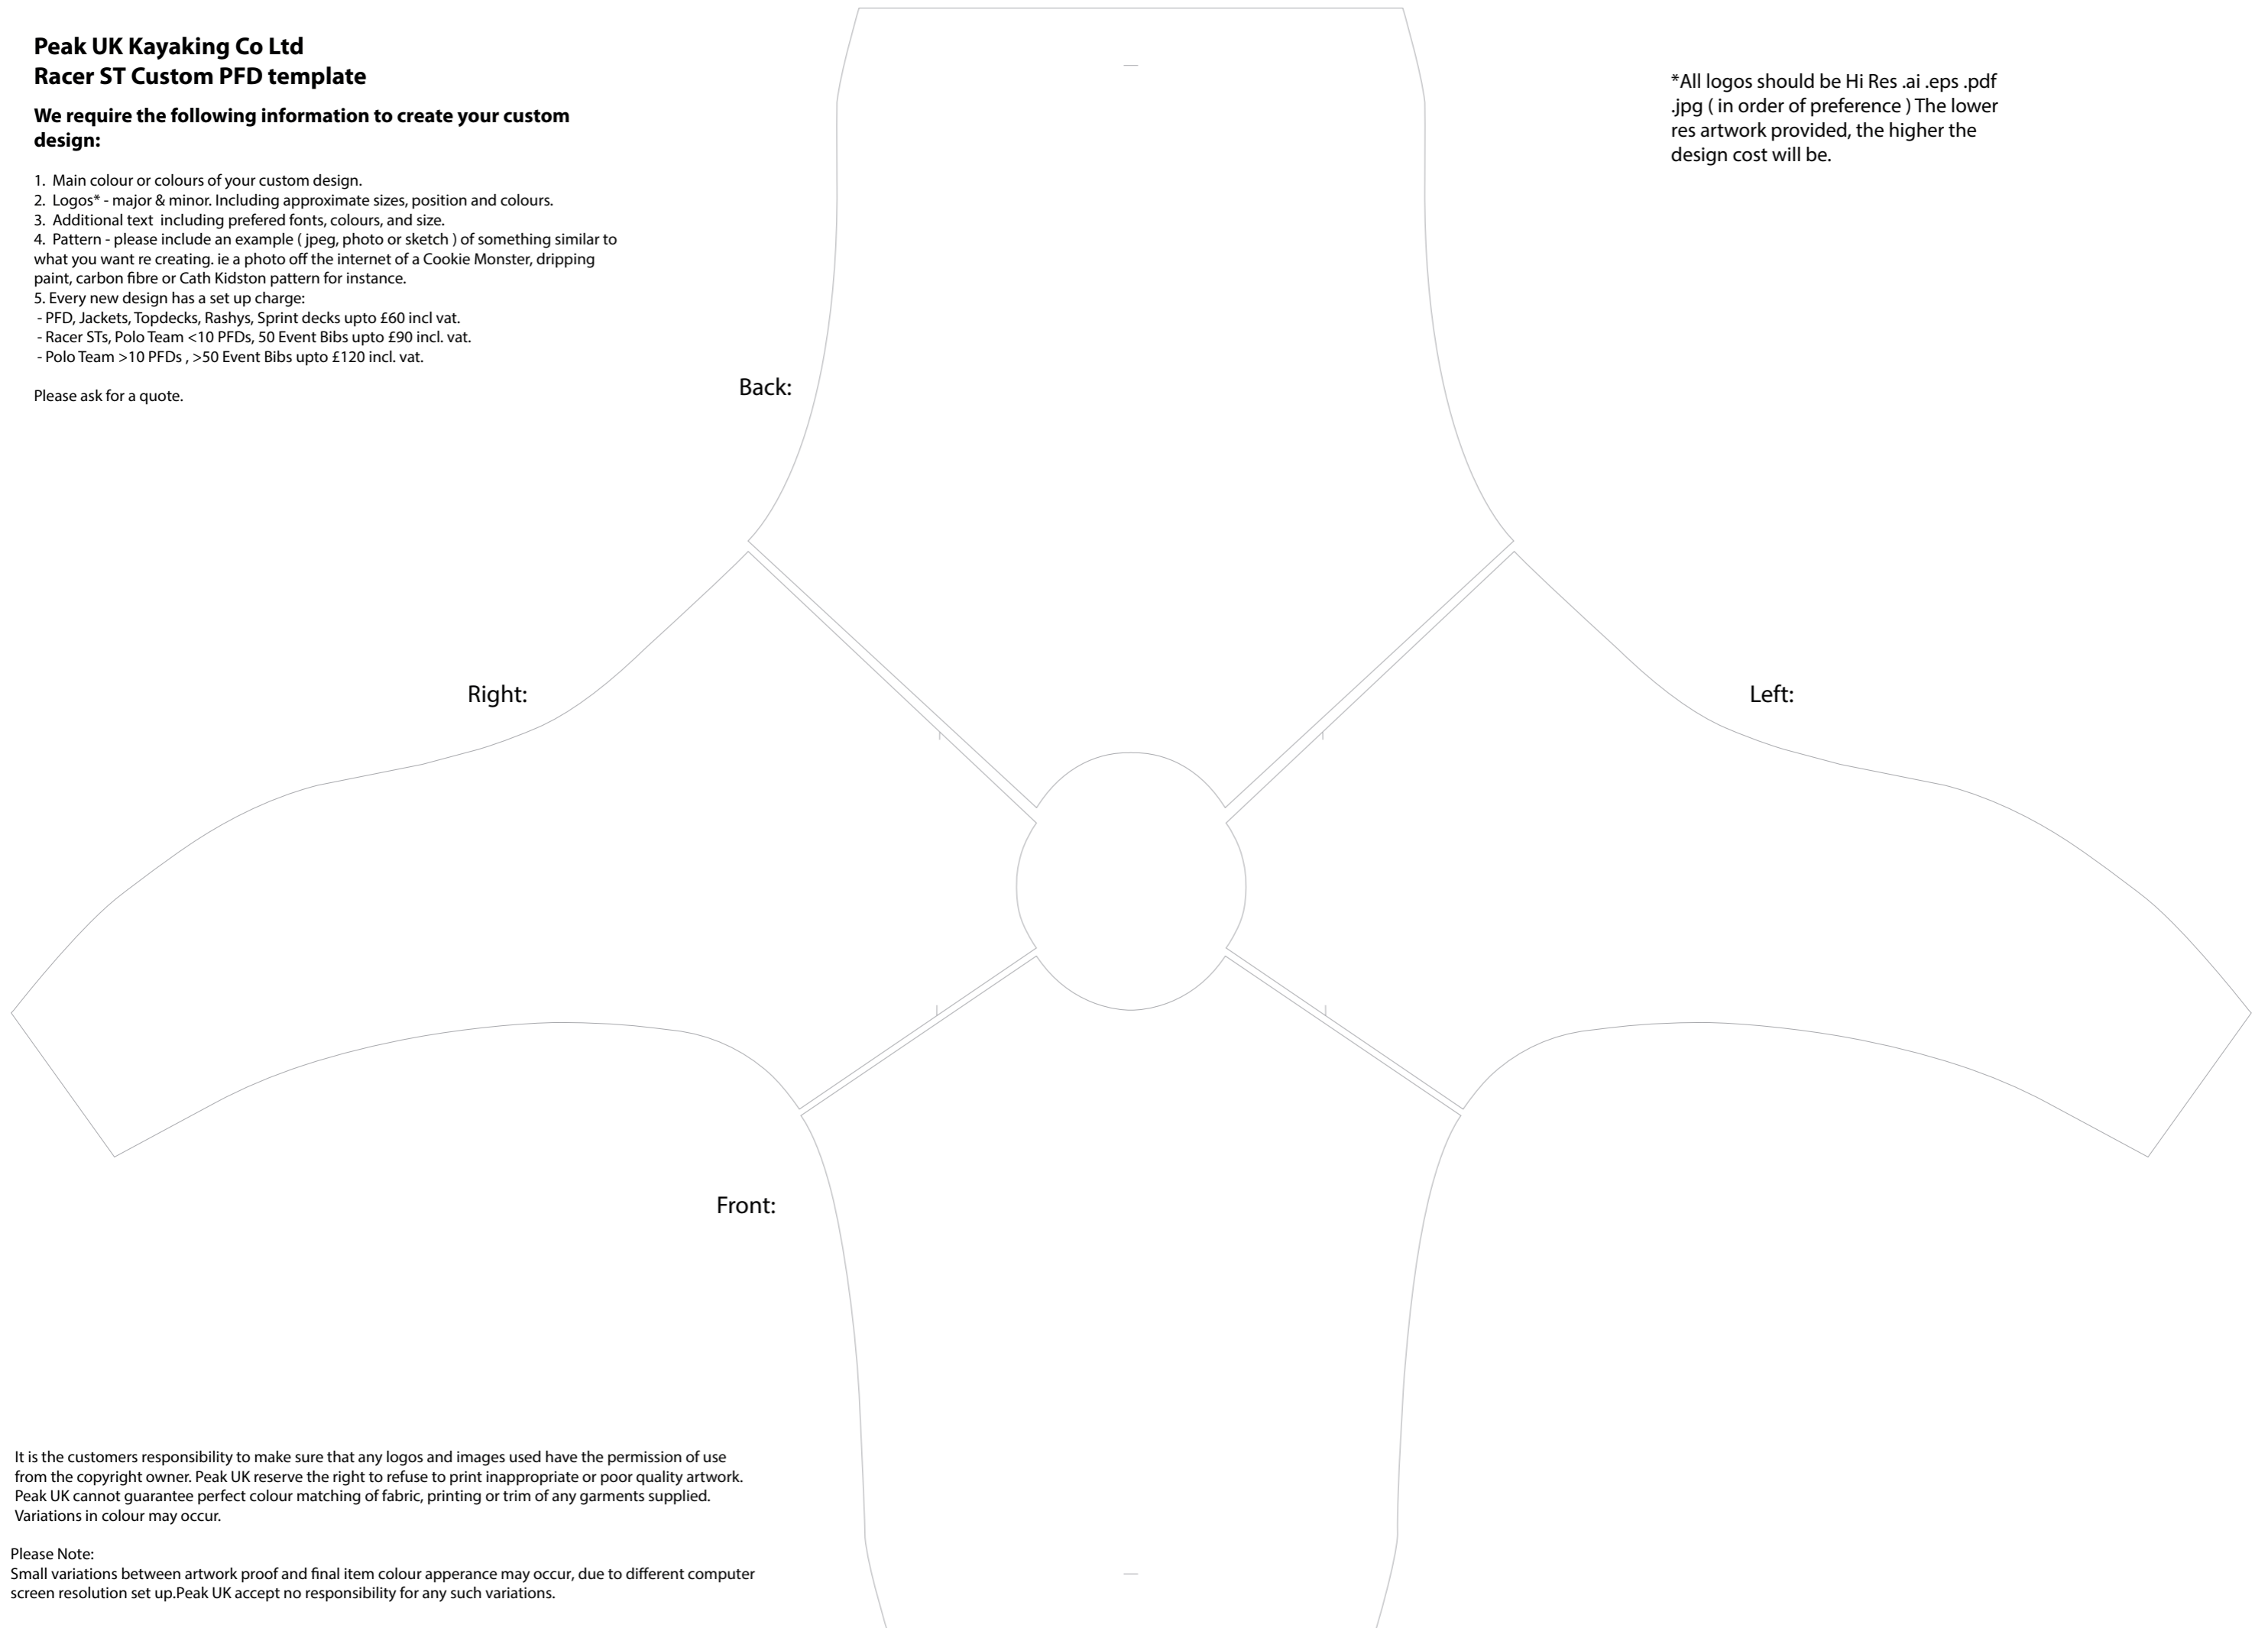 Peak UK Kayaking Co Ltd
Racer ST Custom PFD template
We require the following information to create your custom
design:
1.  Main colour or colours of your custom design.
2.  Logos* - major & minor. Including approximate sizes, position and colours.
3.  Additional text  including prefered fonts, colours, and size.
4.  Pattern - please include an example ( jpeg, photo or sketch ) of something similar to
what you want re creating. ie a photo off the internet of a Cookie Monster, dripping
paint, carbon fibre or Cath Kidston pattern for instance.
5. Every new design has a set up charge:
- PFD, Jackets, Topdecks, Rashys, Sprint decks upto £60 incl vat.
- Racer STs, Polo Team <10 PFDs, 50 Event Bibs upto £90 incl. vat.
- Polo Team >10 PFDs , >50 Event Bibs upto £120 incl. vat.
Please ask for a quote.
*All logos should be Hi Res .ai .eps .pdf
.jpg ( in order of preference ) The lower
res artwork provided, the higher the
design cost will be.
Back:
Right:
Left:
Front:
It is the customers responsibility to make sure that any logos and images used have the permission of use
from the copyright owner. Peak UK reserve the right to refuse to print inappropriate or poor quality artwork.
Peak UK cannot guarantee perfect colour matching of fabric, printing or trim of any garments supplied.
Variations in colour may occur.
Please Note:
Small variations between artwork proof and final item colour apperance may occur, due to different computer
screen resolution set up.Peak UK accept no responsibility for any such variations.